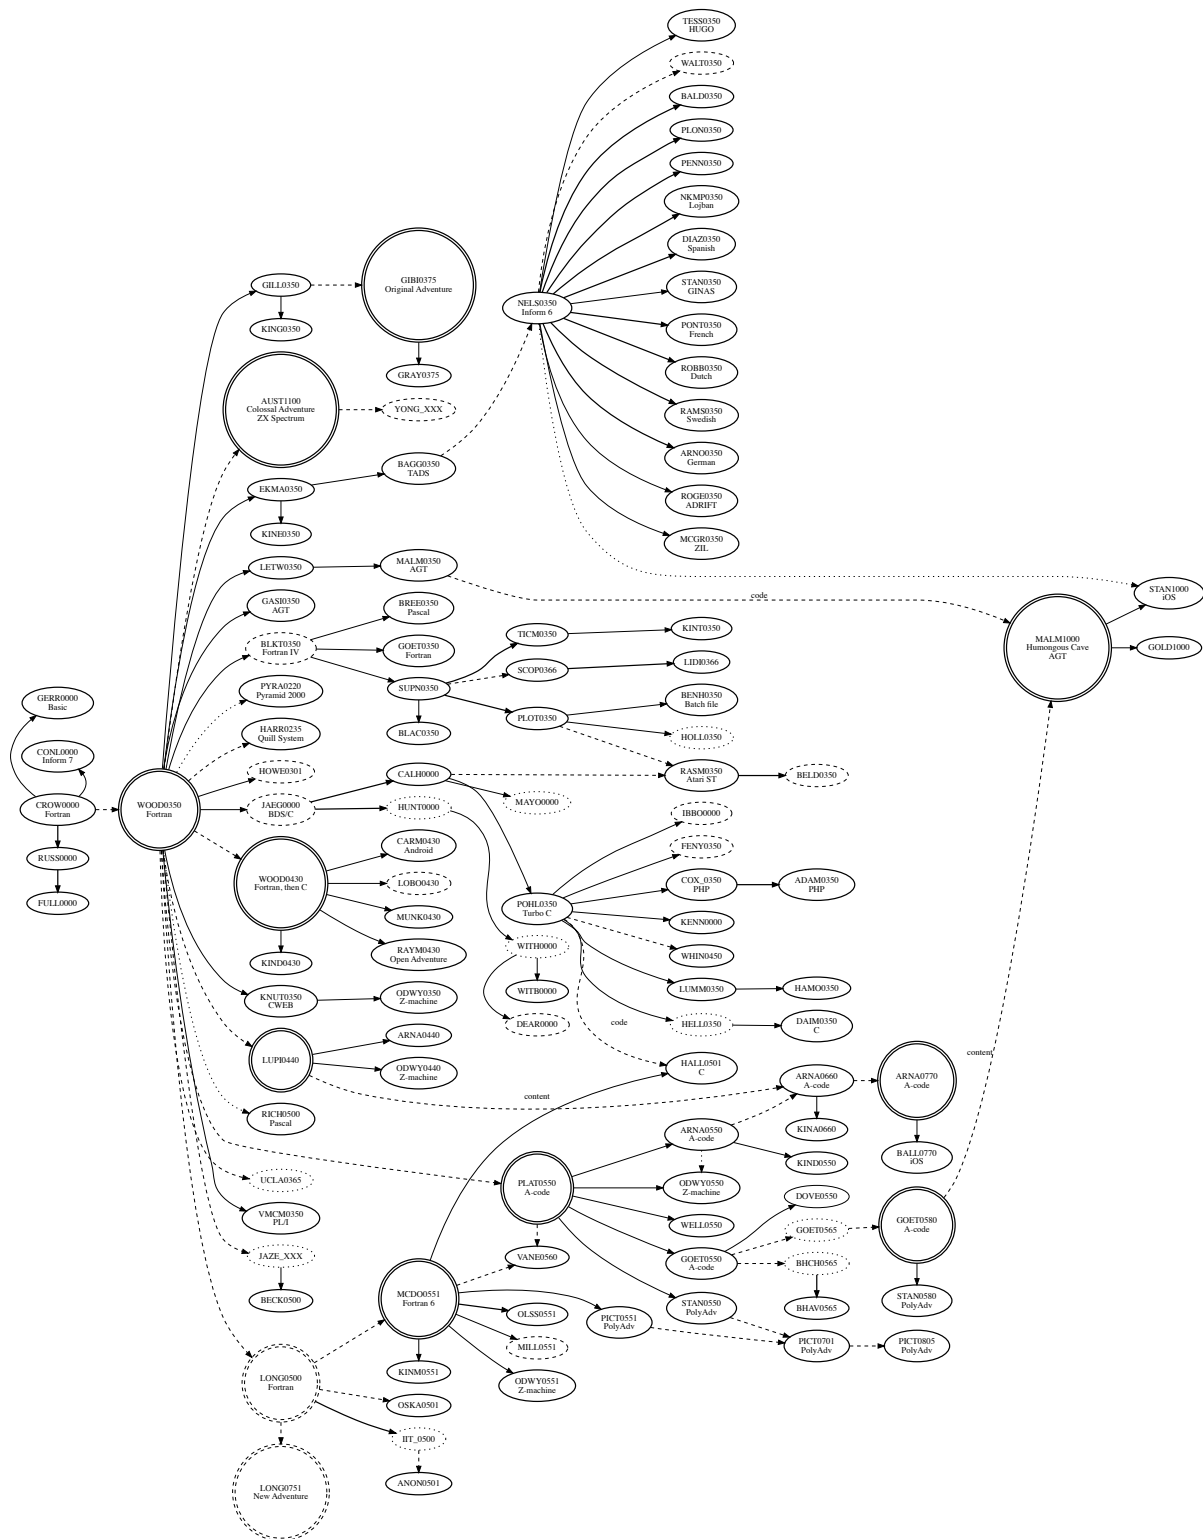 TESS0350
HUGO
WALT0350
BALD0350
PLON0350
PENN0350
NKMP0350
Lojban
DIAZ0350
Spanish
STAN0350
GINAS
NELS0350
Inform 6
PONT0350
French
ROBB0350
Dutch
RAMS0350
Swedish
ARNO0350
German
ROGE0350
ADRIFT
MCGR0350
ZIL
GIBI0375
Original Adventure
GILL0350
KING0350
GRAY0375
AUST1100
Colossal Adventure
ZX Spectrum
YONG_XXX
BAGG0350
TADS
EKMA0350
KINE0350
LETW0350
MALM0350
AGT
code
STAN1000
iOS
GASI0350
AGT
BREE0350
Pascal
BLKT0350
Fortran IV
GOET0350
Fortran
TICM0350
KINT0350
MALM1000
Humongous Cave
AGT
GOLD1000
SCOP0366
LIDI0366
SUPN0350
PYRA0220
Pyramid 2000
GERR0000
Basic
PLOT0350
BENH0350
Batch file
BLAC0350
HARR0235
Quill System
HOLL0350
CONL0000
Inform 7
HOWE0301
CALH0000
RASM0350
Atari ST
BELD0350
CROW0000
Fortran
WOOD0350
Fortran
JAEG0000
BDS/C
HUNT0000
MAYO0000
IBBO0000
RUSS0000
CARM0430
Android
FENY0350
FULL0000
WOOD0430
Fortran, then C
LOBO0430
COX_0350
PHP
ADAM0350
PHP
POHL0350
Turbo C
MUNK0430
KENN0000
RAYM0430
Open Adventure
WITH0000
WHIN0450
KIND0430
WITB0000
LUMM0350
HAMO0350
KNUT0350
CWEB
ODWY0350
Z-machine
DEAR0000
code
HELL0350
DAIM0350
C
ARNA0440
LUPI0440
content
HALL0501
C
ODWY0440
Z-machine
content
ARNA0660
A-code
ARNA0770
A-code
RICH0500
Pascal
ARNA0550
A-code
KINA0660
BALL0770
iOS
KIND0550
UCLA0365
PLAT0550
A-code
ODWY0550
Z-machine
DOVE0550
VMCM0350
PL/I
WELL0550
GOET0565
GOET0580
A-code
JAZE_XXX
VANE0560
GOET0550
A-code
BHCH0565
BECK0500
MCDO0551
Fortran 6
STAN0550
PolyAdv
BHAV0565
STAN0580
PolyAdv
OLSS0551
PICT0551
PolyAdv
MILL0551
PICT0701
PolyAdv
PICT0805
PolyAdv
KINM0551
LONG0500
Fortran
ODWY0551
Z-machine
OSKA0501
IIT_0500
ANON0501
LONG0751
New Adventure